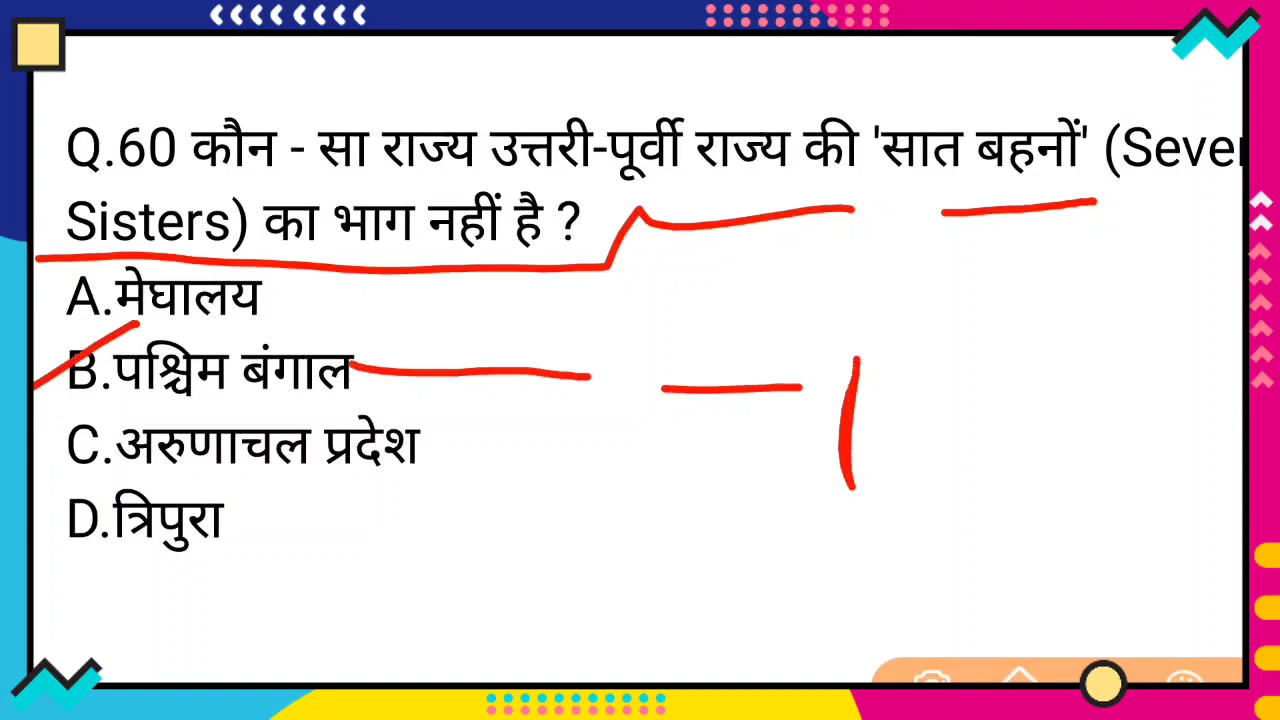 Q.60 कौन - सा राज्य उत्तरी-पूर्वी राज्य की 'सात बहनों' (Seven
Sisters) का भाग नहीं है ?
A.मेघालय
B.पश्चिम बंगाल
C.अरुणाचल प्रदेश
D.त्रिपुरा